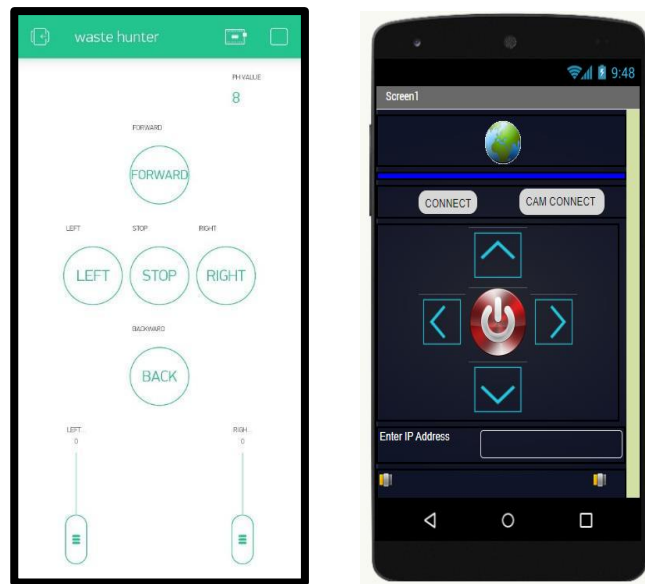 waste hunter
PH VALUE
8
FORWARD
FORWARD
LEFT STOP RIGHT
LEFT STOP RIGHT
BACKWARD
BACK
LEFT RIGH...
0 0
9:48
Screen1
CONNECT CAM CONNECT
Enter IP Address